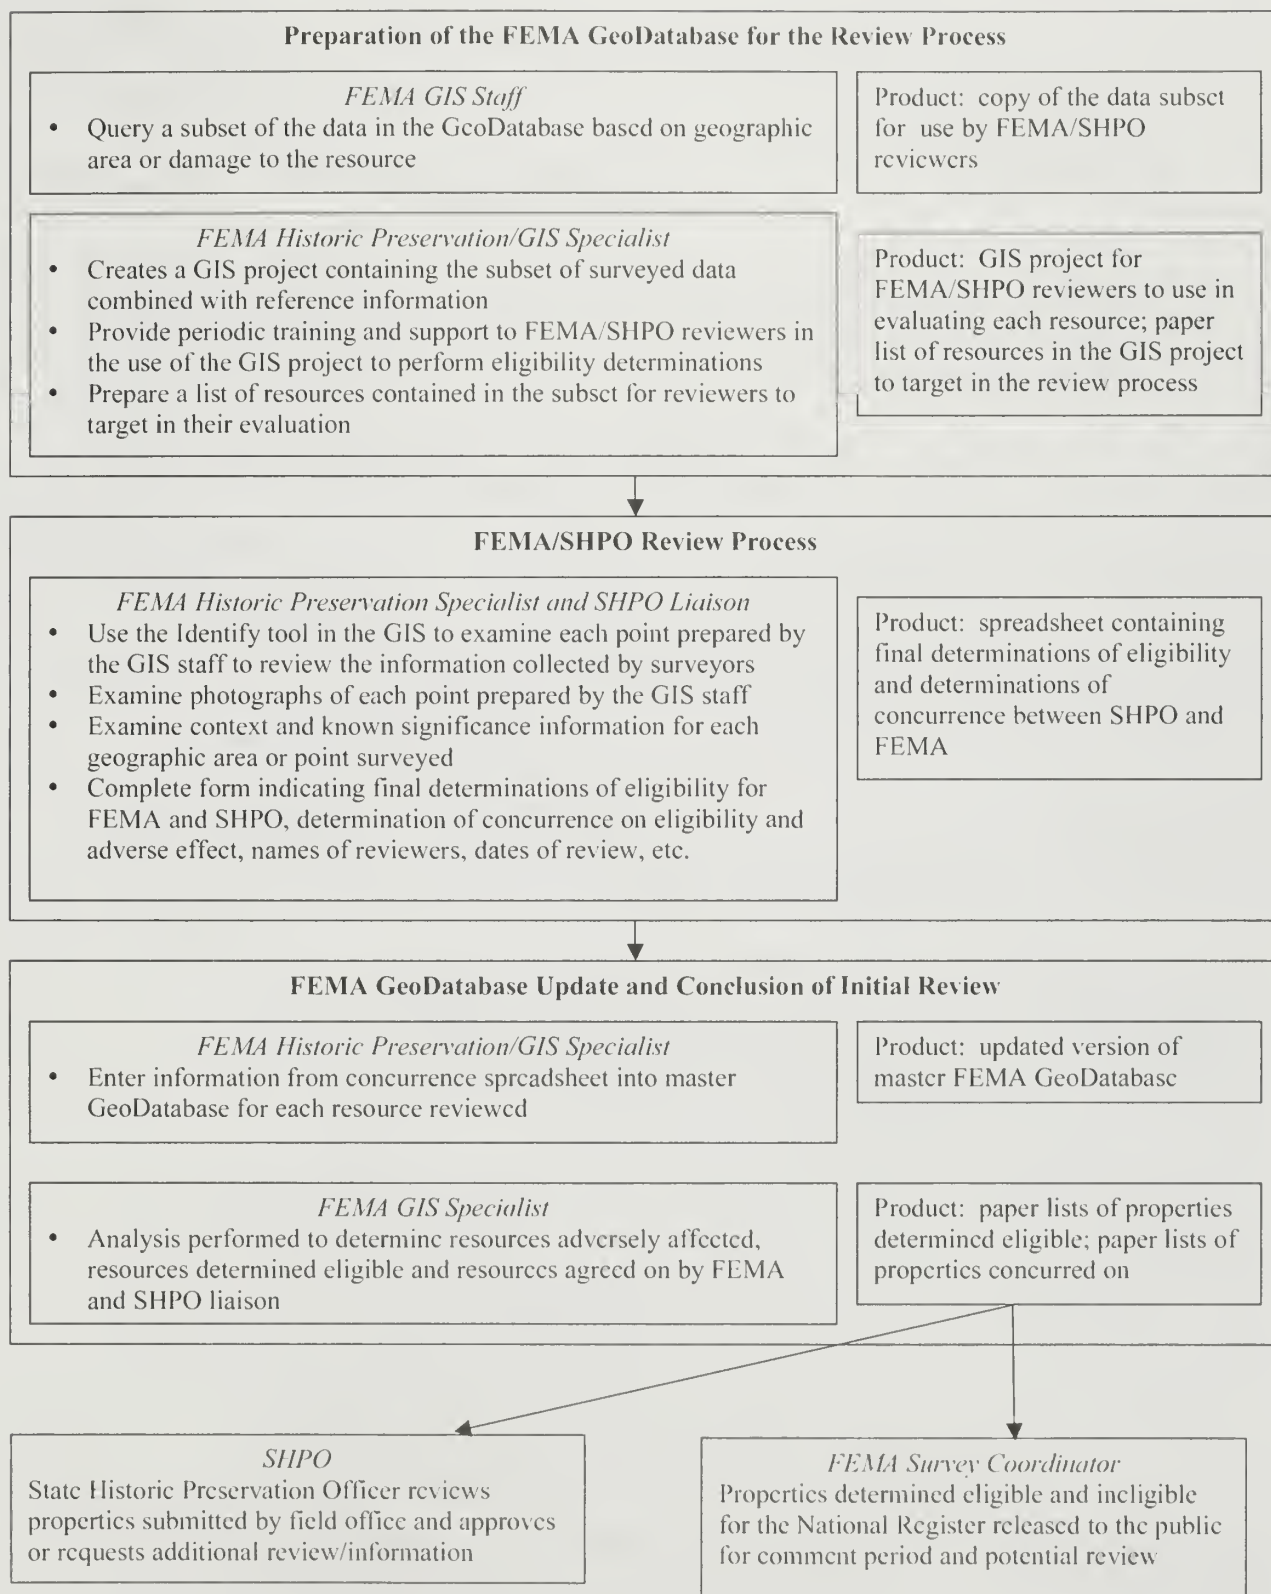 Preparation of the FEMA GeoDatabase for the Review Process
FEMA GIS Staff
• Query a subset of the data in the GeoDatabase based on geographic
area or damage to the resource
Product: copy of the data subset
for use by FEMA/SHPO
reviewers
FEMA Historic Preservation/GIS Specialist
• Creates a GIS project containing the subset of surveyed data
combined with reference information
• Provide periodic training and support to FEMA/SHPO reviewers in
the use of the GIS project to perform eligibility determinations
• Prepare a list of resources contained in the subset for reviewers to
target in their evaluation
Product: GIS project for
FEMA/SHPO reviewers to use in
evaluating each resource; paper
list of resources in the GIS project
to target in the review process
FEMA/SHPO Review Process
FEMA Historic Preservation Specialist and SHPO Liaison
• Use the Identify tool in the GIS to examine each point prepared by
the GIS staff to review the information collected by surveyors
• Examine photographs of each point prepared by the GIS staff
• Examine context and known significance information for each
geographic area or point surveyed
• Complete form indicating final determinations of eligibility for
FEMA and SHPO, determination of concurrence on eligibility and
adverse effect, names of reviewers, dates of review, etc.
Product: spreadsheet containing
final determinations of eligibility
and determinations of
concurrence between SHPO and
FEMA
FEMA GeoDatabase Update and Conclusion of Initial Review
FEMA Historic Preservation/GIS Specialist
• Enter information from concurrence spreadsheet into master
GeoDatabase for each resource reviewed
Product: updated version of
master FEMA GeoDatabase
FEMA GIS Specialist
• Analysis performed to determine resources adversely affected,
resources determined eligible and resources agreed on by FEMA
and SHPO liaison
Product: paper lists of properties
determined eligible; paper lists of
properties concurred on
SHPO
State Historic Preservation Officer reviews
properties submitted by field office and approves
or requests additional review/information
FEMA Survey Coordinator
Properties determined eligible and ineligible
for the National Register released to the public
for comment period and potential review